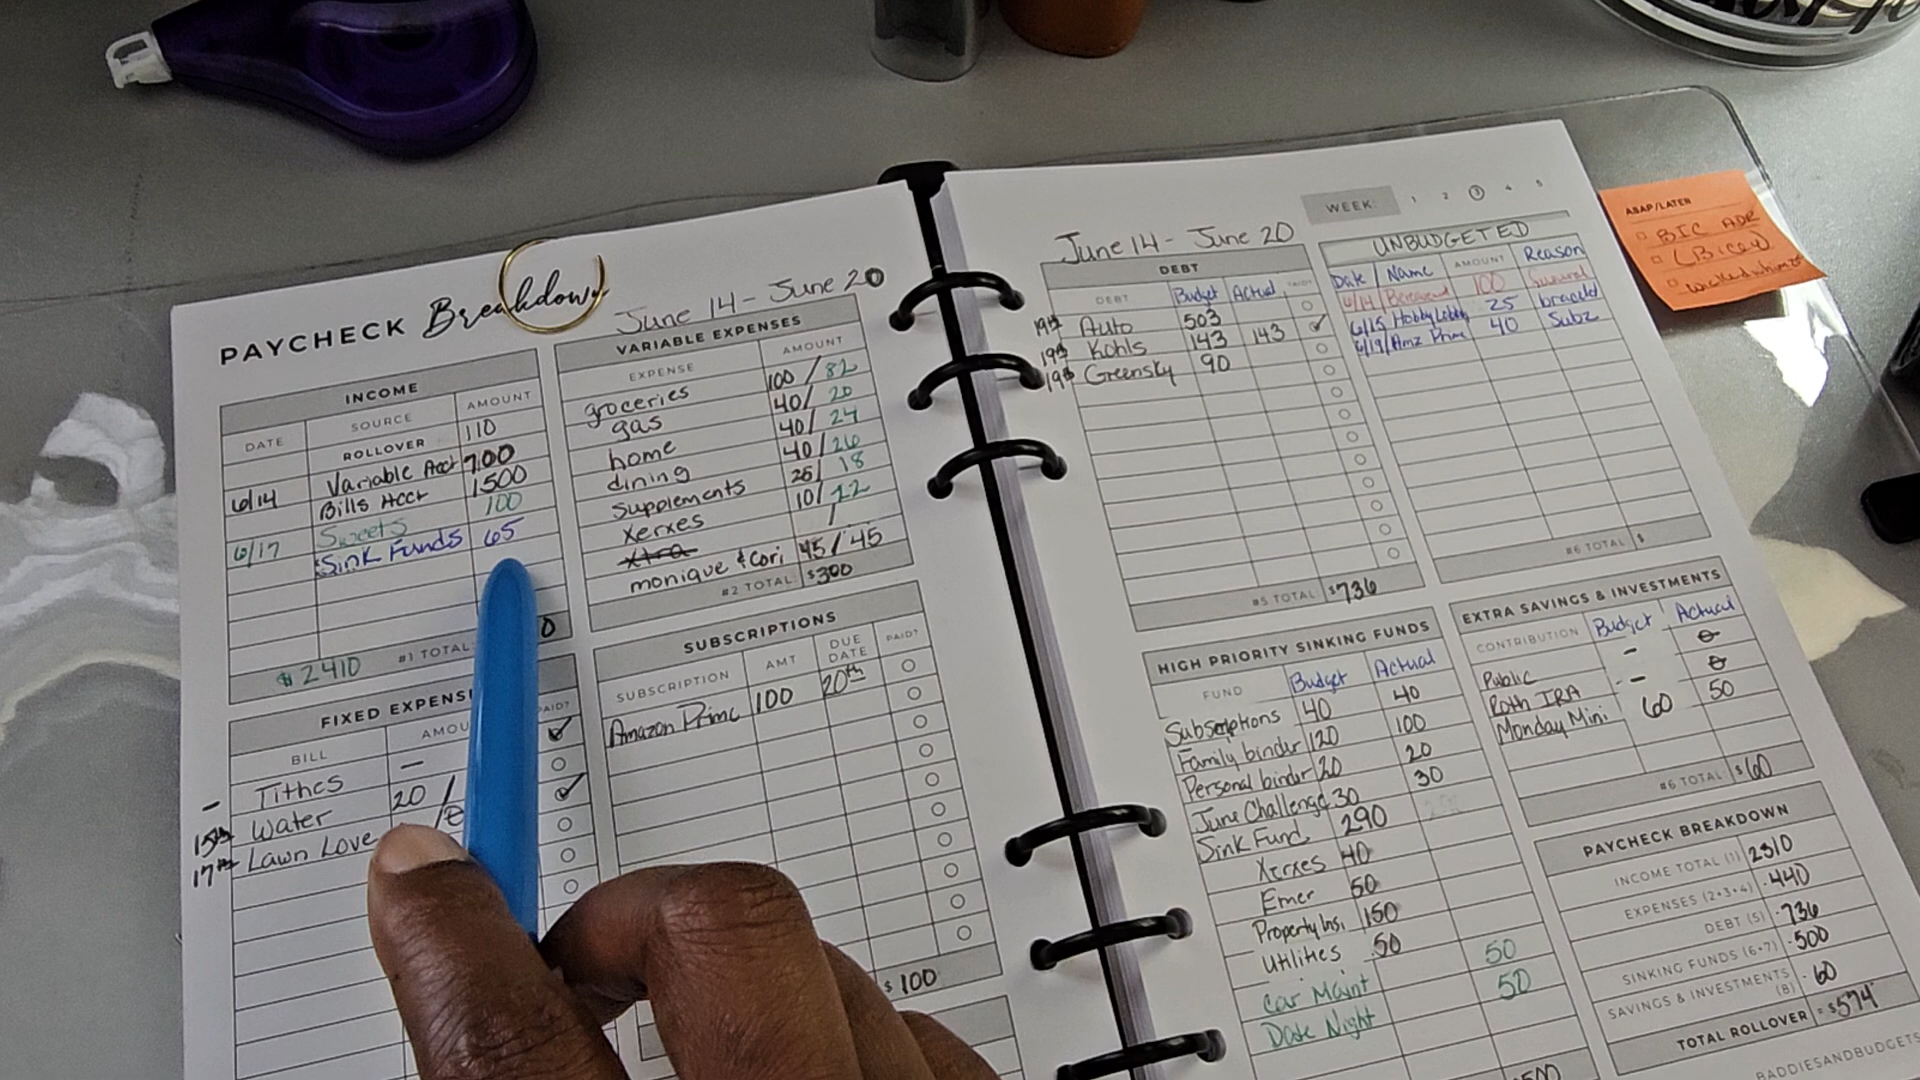 PAYCHECK Breakdown
June 14 - June 20
INCOME
DATE SOURCE AMOUNT
ROLLOVER 110
6/14 Variable Acct 700
Bills Acct 1500
6/17 Sweets 100
Sink Funds 65
#1 TOTAL
$2410
FIXED EXPENS
BILL AMOU PAID?
- Tithes -
15th Water 20 /
17th Lawn Love
VARIABLE EXPENSES
EXPENSE AMOUNT
groceries 100 / 82
gas 40 / 20
home 40 / 24
dining 40 / 26
supplements 25 / 18
Xerxes 10 / 22
xtra /
monique & Cori 45 / 45
#2 TOTAL $300
SUBSCRIPTIONS
SUBSCRIPTION AMT DUE DATE PAID?
Amazon Prime 100 20th
$100
WEEK: 1 2 3 4 5
June 14 - June 20
DEBT
DEBT Budget Actual PAID?
19th Auto 503
19th Kohls 143 143
19th Greensky 90
#5 TOTAL $736
UNBUDGETED
Date Name AMOUNT Reason
6/14 100 Funeral
6/15 Hobby Lobby 25 bracelet
6/19 Amz Prime 40 Subz
#6 TOTAL $
HIGH PRIORITY SINKING FUNDS
FUND Budget Actual
Subscriptions 40 40
Family binder 120 100
Personal binder 20 20
June Challenge 30 30
Sink Fund 290
Xerxes 40
Emer 50
Property Ins. 150
Utilities 50
Car Maint 50
Date Night 50
500
EXTRA SAVINGS & INVESTMENTS
CONTRIBUTION Budget Actual
Public - 0
Roth IRA - 0
Monday Mini 60 50
#6 TOTAL $60
PAYCHECK BREAKDOWN
INCOME TOTAL (1) 2310
EXPENSES (2+3+4) -440
DEBT (5) -736
SINKING FUNDS (6+7) -500
SAVINGS & INVESTMENTS (8) -60
TOTAL ROLLOVER = $574
BADDIESANDBUDGETS
ASAP/LATER
BIC ADR